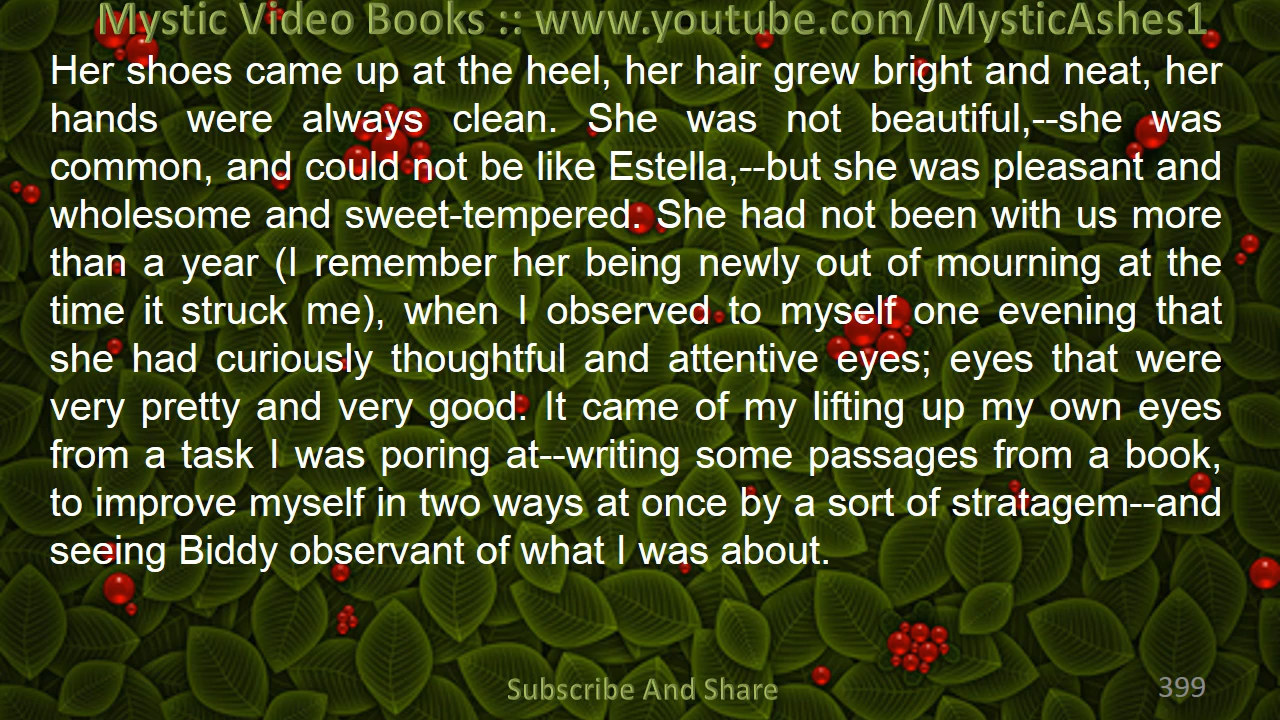 Mystic Video Books :: www.youtube.com/MysticAshes1
Her shoes came up at the heel, her hair grew bright and neat, her
hands were always clean. She was not beautiful,--she was
common, and could not be like Estella,--but she was pleasant and
wholesome and sweet-tempered. She had not been with us more
than a year (I remember her being newly out of mourning at the
time it struck me), when I observed to myself one evening that
she had curiously thoughtful and attentive eyes; eyes that were
very pretty and very good. It came of my lifting up my own eyes
from a task I was poring at--writing some passages from a book,
to improve myself in two ways at once by a sort of stratagem--and
seeing Biddy observant of what I was about.
Subscribe And Share
399